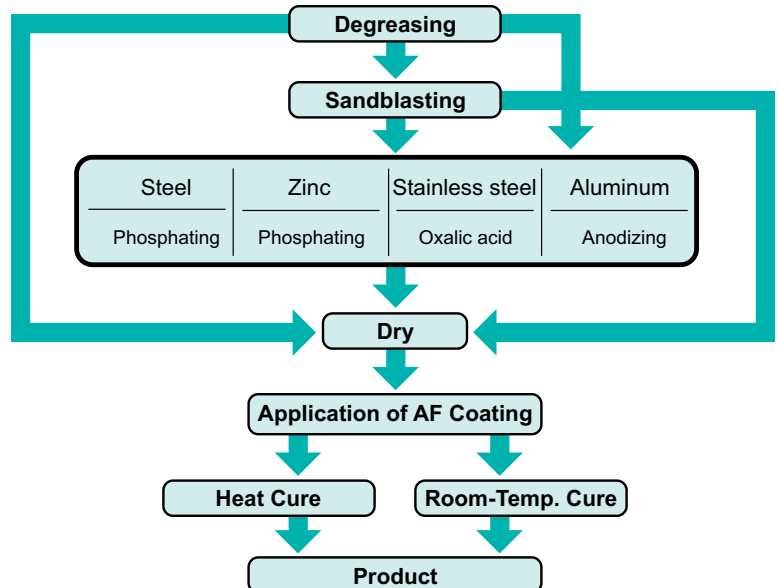 Degreasing
Sandblasting
Steel
Zinc
Stainless steel
Aluminum
Phosphating
Phosphating
Oxalic acid
Anodizing
Dry
Application of AF Coating
Heat Cure
Room-Temp. Cure
Product